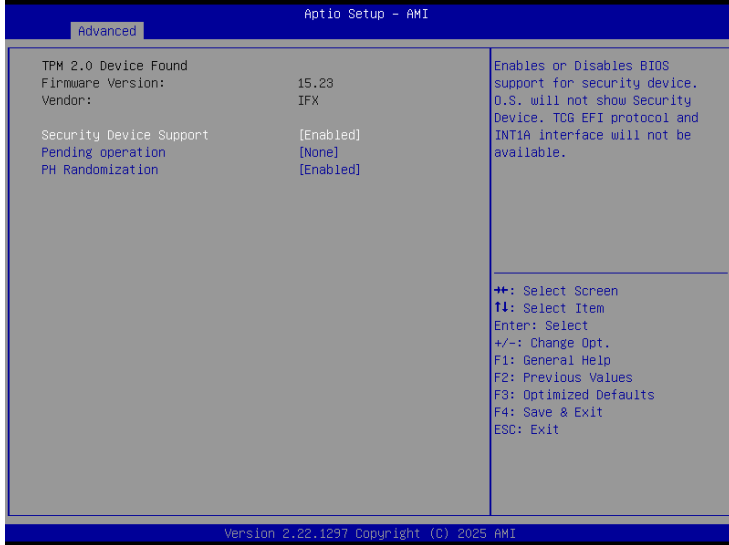 Aptio Setup – AMI
Advanced
TPM 2.0 Device Found
Firmware Version: 15.23
Vendor: IFX
Security Device Support [Enabled]
Pending operation [None]
PH Randomization [Enabled]
Enables or Disables BIOS
support for security device.
O.S. will not show Security
Device. TCG EFI protocol and
INT1A interface will not be
available.
→←: Select Screen
↑↓: Select Item
Enter: Select
+/-: Change Opt.
F1: General Help
F2: Previous Values
F3: Optimized Defaults
F4: Save & Exit
ESC: Exit
Version 2.22.1297 Copyright (C) 2025 AMI